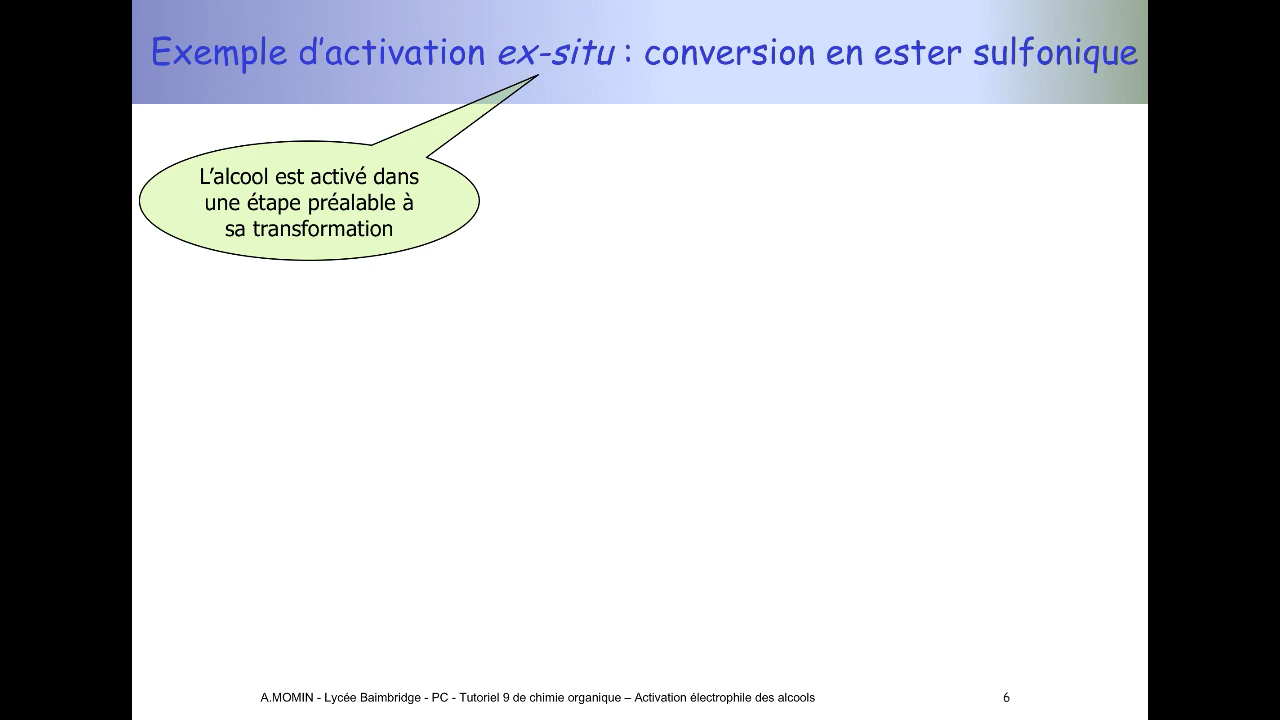 Exemple d'activation ex-situ : conversion en ester sulfonique
L'alcool est activé dans
une étape préalable à
sa transformation
A.MOMIN - Lycée Baimbridge - PC - Tutoriel 9 de chimie organique – Activation électrophile des alcools
6